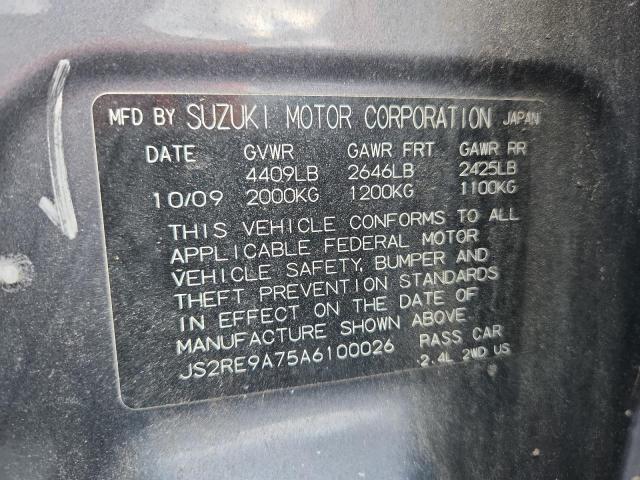 MFD BY SUZUKI MOTOR CORPORATION JAPAN
DATE GVWR GAWR FRT GAWR RR
4409LB 2646LB 2425LB
10/09 2000KG 1200KG 1100KG
THIS VEHICLE CONFORMS TO ALL
APPLICABLE FEDERAL MOTOR
VEHICLE SAFETY, BUMPER AND
THEFT PREVENTION STANDARDS
IN EFFECT ON THE DATE OF
MANUFACTURE SHOWN ABOVE
JS2RE9A75A6100026 PASS CAR
2.4L 2WD US